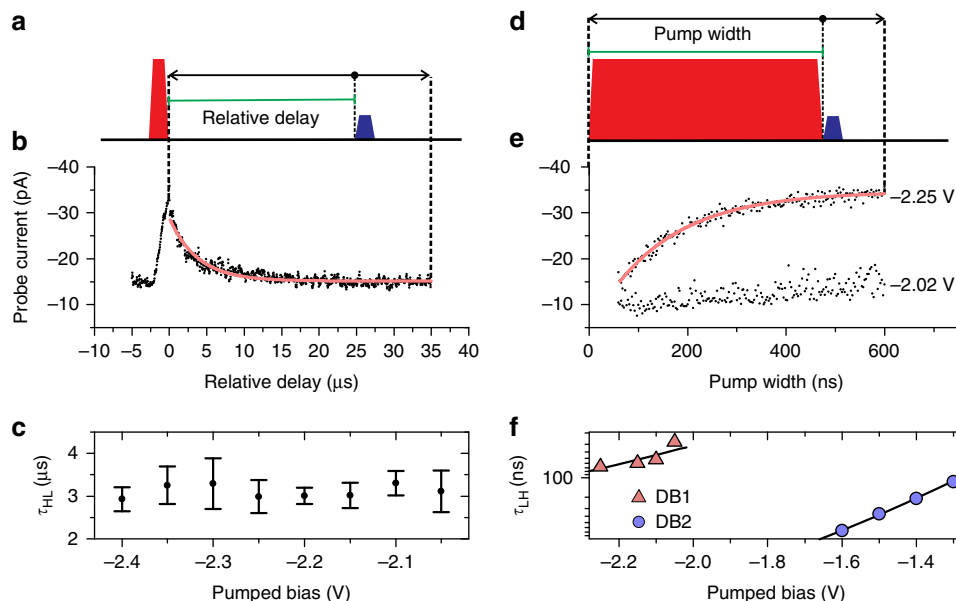 a
Relative delay
b
Probe current (pA)
−40
−30
−20
−10
−10 −5 0 5 10 15 20 25 30 35 40
Relative delay (μs)
c
τHL (μs)
4
3
2
−2.4 −2.3 −2.2 −2.1
Pumped bias (V)
d
Pump width
e
−40
−30
−20
−10
−2.25 V
−2.02 V
0 200 400 600
Pump width (ns)
f
τLH (ns)
100
DB1
DB2
−2.2 −2.0 −1.8 −1.6 −1.4
Pumped bias (V)